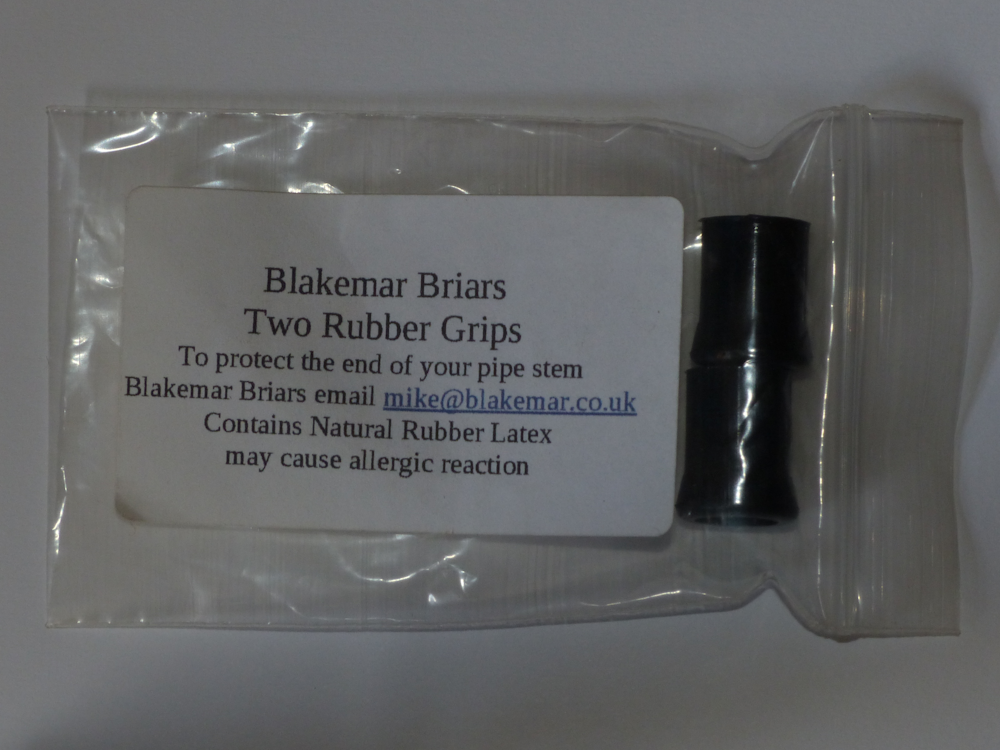 Blakemar Briars
Two Rubber Grips
To protect the end of your pipe stem
Blakemar Briars email mike@blakemar.co.uk
Contains Natural Rubber Latex
may cause allergic reaction